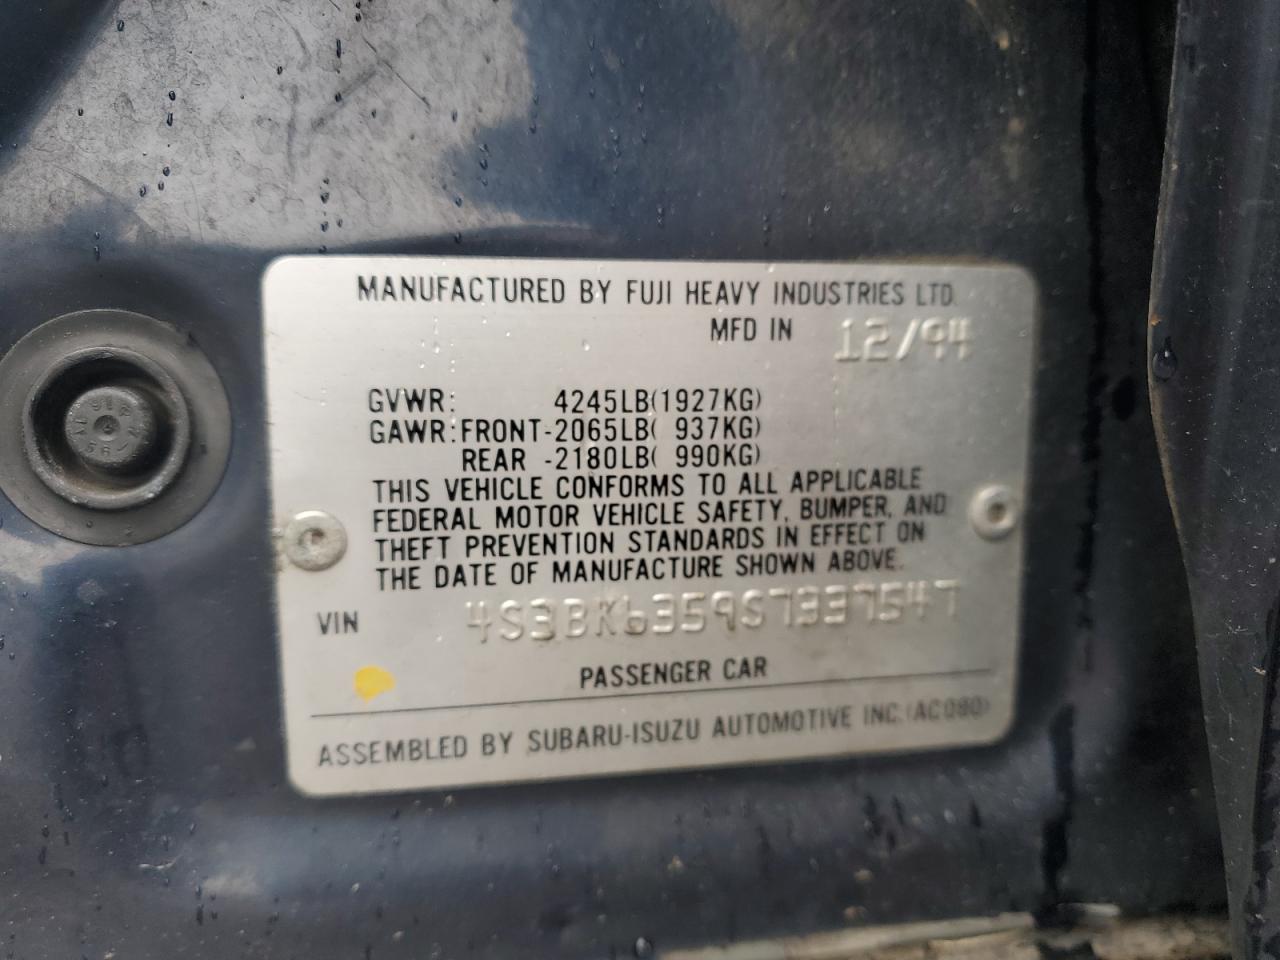 MANUFACTURED BY FUJI HEAVY INDUSTRIES LTD.
MFD IN 12/94
GVWR: 4245LB(1927KG)
GAWR:FRONT-2065LB( 937KG)
REAR -2180LB( 990KG)
THIS VEHICLE CONFORMS TO ALL APPLICABLE
FEDERAL MOTOR VEHICLE SAFETY, BUMPER, AND
THEFT PREVENTION STANDARDS IN EFFECT ON
THE DATE OF MANUFACTURE SHOWN ABOVE.
VIN 4S3BK6359S7337547
PASSENGER CAR
ASSEMBLED BY SUBARU-ISUZU AUTOMOTIVE INC.(AC080)